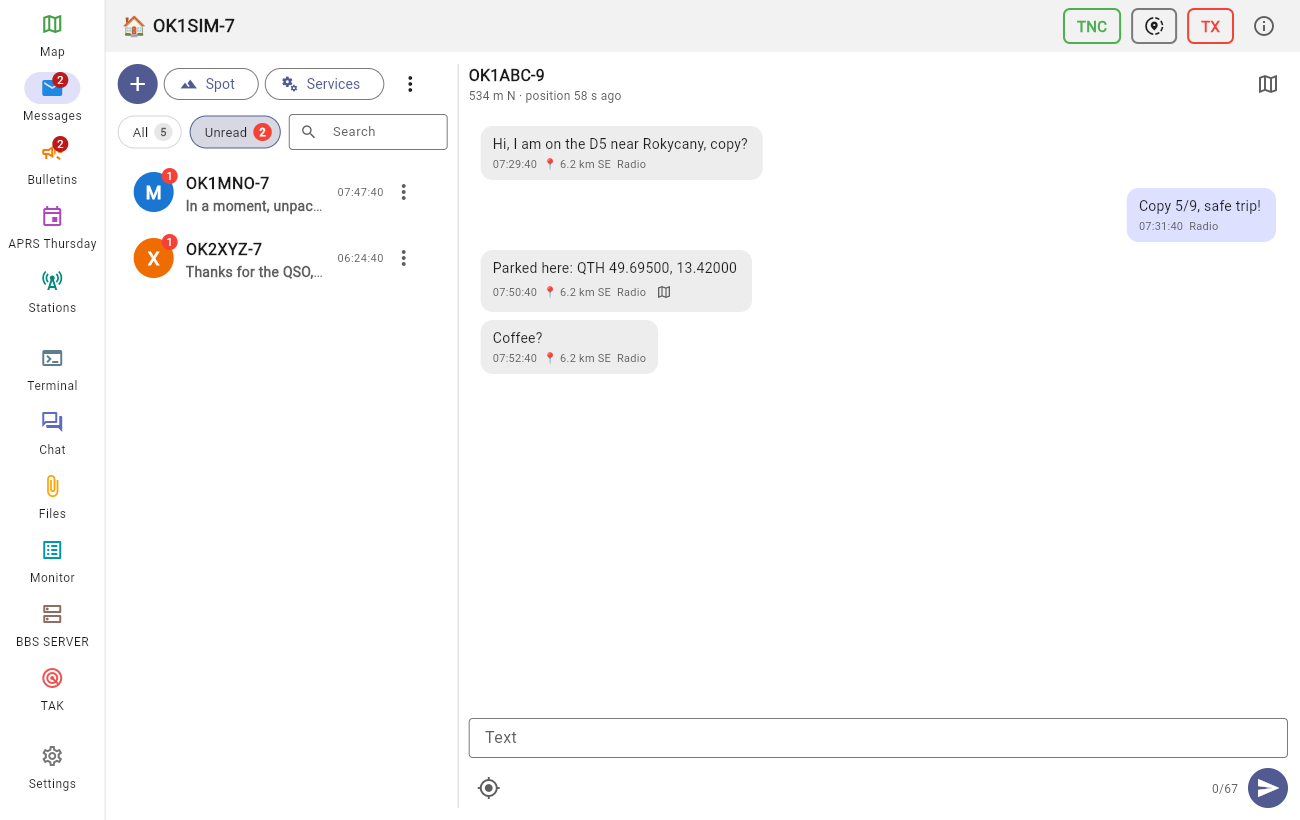 Map
2
Messages
2
Bulletins
APRS Thursday
Stations
Terminal
Chat
Files
Monitor
BBS SERVER
TAK
Settings
OK1SIM-7
TNC
TX
Spot
Services
All 5
Unread 2
Search
M
1
OK1MNO-7
07:47:40
In a moment, unpac...
X
1
OK2XYZ-7
06:24:40
Thanks for the QSO,...
OK1ABC-9
534 m N · position 58 s ago
Hi, I am on the D5 near Rokycany, copy?
07:29:40 📍 6.2 km SE Radio
Copy 5/9, safe trip!
07:31:40 Radio
Parked here: QTH 49.69500, 13.42000
07:50:40 📍 6.2 km SE Radio
Coffee?
07:52:40 📍 6.2 km SE Radio
Text
0/67